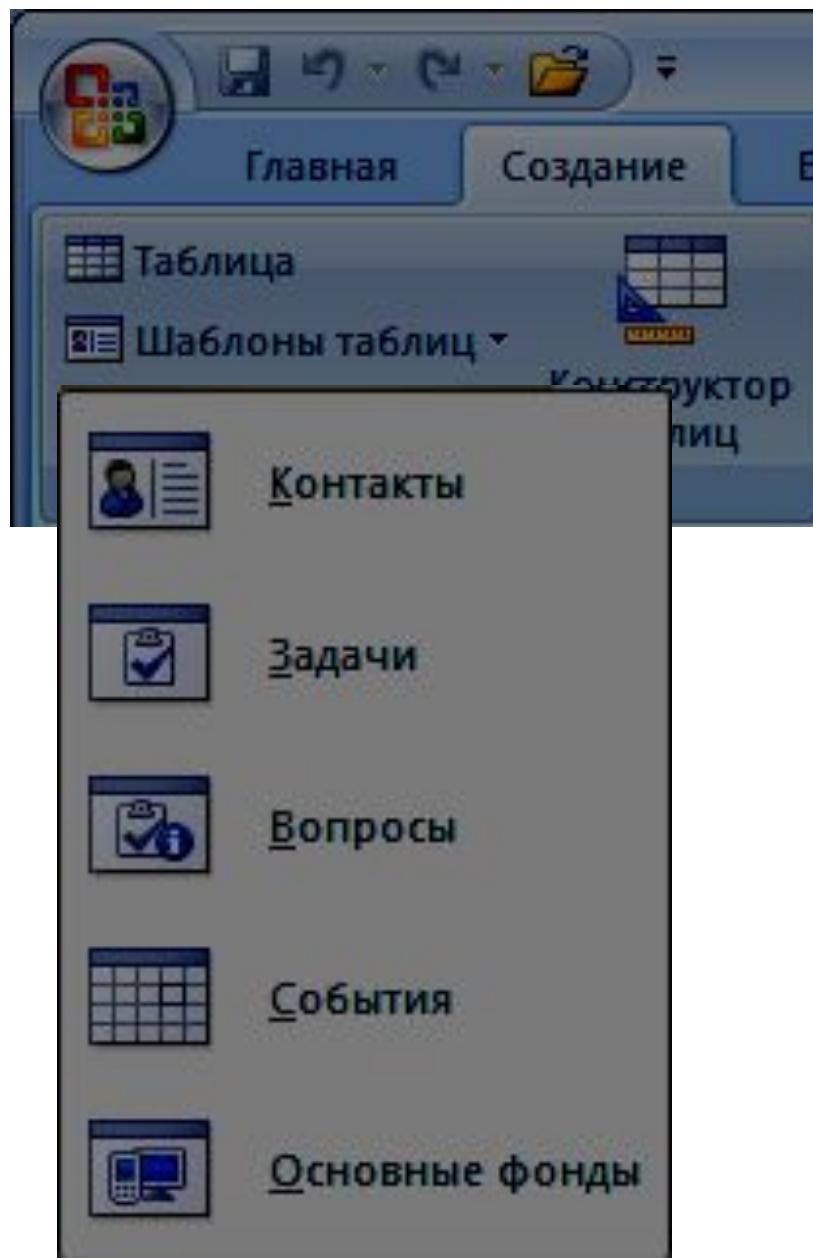 Главная Создание
Таблица
Шаблоны таблиц
Контакты
Задачи
Вопросы
События
Основные фонды